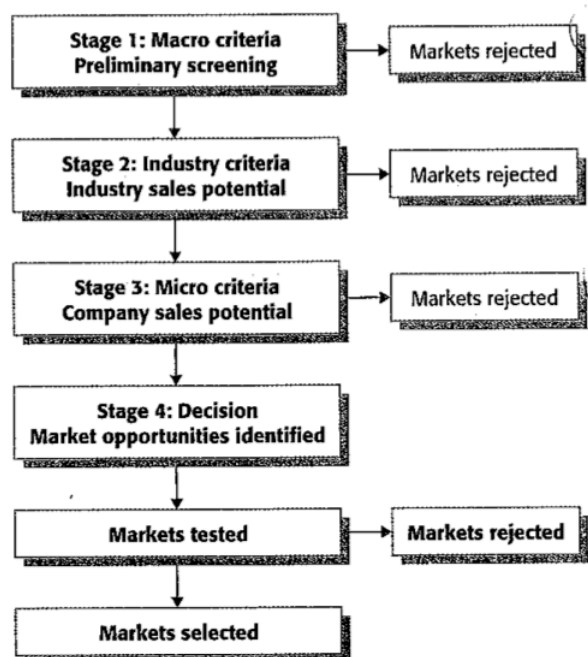 Stage 1: Macro criteria
Preliminary screening
Markets rejected
Stage 2: Industry criteria
Industry sales potential
Markets rejected
Stage 3: Micro criteria
Company sales potential
Markets rejected
Stage 4: Decision
Market opportunities identified
Markets tested
Markets rejected
Markets selected